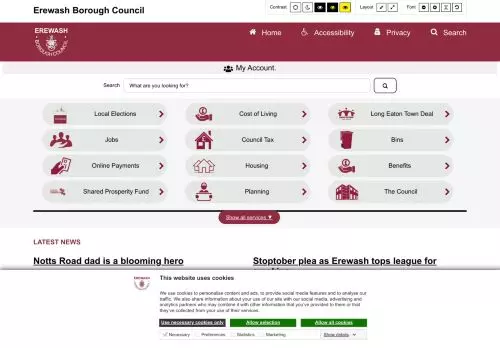 Erewash Borough Council
Contrast
Layout
Font
EREWASH
BOROUGH COUNCIL
Home
Accessibility
Privacy
Search
My Account.
Search
What are you looking for?
Local Elections
Cost of Living
Long Eaton Town Deal
Jobs
Council Tax
Bins
Online Payments
Housing
Benefits
Shared Prosperity Fund
Planning
The Council
Show all services ▼
LATEST NEWS
Notts Road dad is a blooming hero
Stoptober plea as Erewash tops league for
EREWASH
This website uses cookies
We use cookies to personalise content and ads, to provide social media features and to analyse our
traffic. We also share information about your use of our site with our social media, advertising and
analytics partners who may combine it with other information that you've provided to them or that
they've collected from your use of their services.
Use necessary cookies only
Allow selection
Allow all cookies
Necessary
Preferences
Statistics
Marketing
Show details